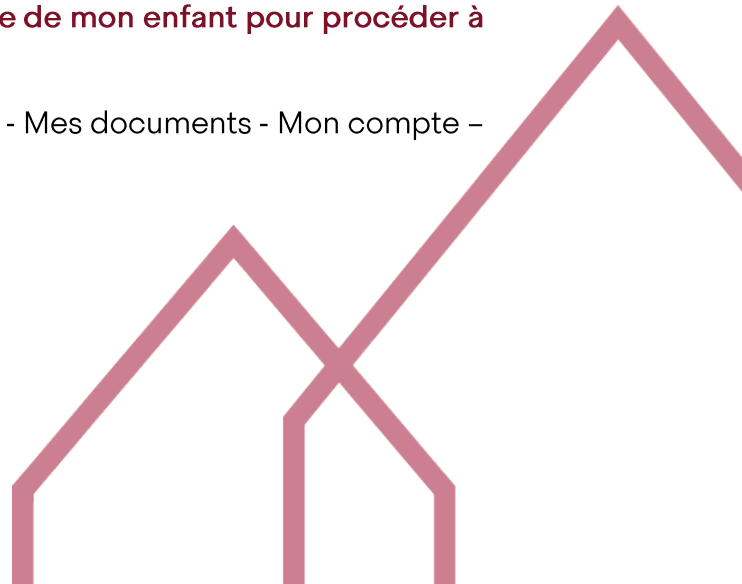 e de mon enfant pour procéder à
- Mes documents - Mon compte –